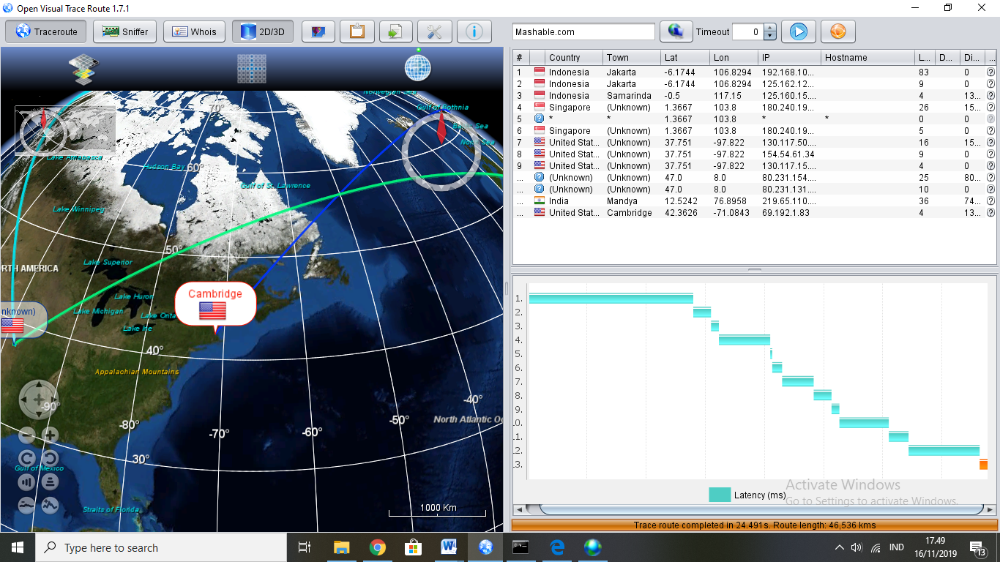 Open Visual Trace Route 1.7.1
Traceroute Sniffer Whois 2D/3D Mashable.com Timeout 0
# Country Town Lat Lon IP Hostname L... D... Di... ...
1 Indonesia Jakarta -6.1744 106.8294 192.168.10... 83 0
2 Indonesia Jakarta -6.1744 106.8294 125.162.12... 9 0
3 Indonesia Samarinda -0.5 117.15 125.160.15... 4 13...
4 Singapore (Unknown) 1.3667 103.8 180.240.19... 26 15...
5 * * 1.3667 103.8 * * 0 0
6 Singapore (Unknown) 1.3667 103.8 180.240.19... 5 0
7 United Stat... (Unknown) 37.751 -97.822 130.117.50... 16 15...
8 United Stat... (Unknown) 37.751 -97.822 154.54.61.34 9 0
9 United Stat... (Unknown) 37.751 -97.822 130.117.15... 4 0
... (Unknown) (Unknown) 47.0 8.0 80.231.154... 25 80...
... (Unknown) (Unknown) 47.0 8.0 80.231.131... 10 0
... India Mandya 12.5242 76.8958 219.65.110... 36 74...
... United Stat... Cambridge 42.3626 -71.0843 69.192.1.83 4 13...
Norwegian Sea
Gulf of Bothnia
70°
Lake Athabasca
Hudson Bay
60°
Gulf of St. Lawrence
Lake Winnipeg
50°
Lake Superior
RTH AMERICA
Cambridge
Lake Huron
Lake Michigan
Lake Onta
nknown)
Lake Erie
40°
Appalachian Mountains
-90°
-80°
-70°
-60°
-50°
-40°
North Atlantic Oc
30°
Gulf of Mexico
Straits of Florida
1000 Km
1.
2.
3.
4.
5.
6.
7.
8.
9.
.0.
.1.
.2.
.3.
Latency (ms)
Activate Windows
Go to Settings to activate Windows.
Trace route completed in 24.491s. Route length: 46,536 kms
Type here to search
IND
17.49
16/11/2019
13